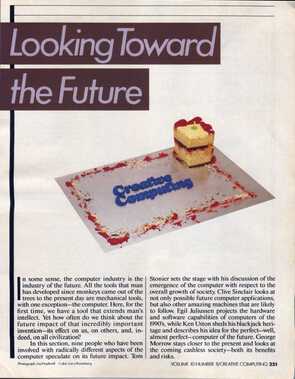 Looking Toward
the Future
Creative
Computing
In some sense, the computer industry is the
industry of the future. All the tools that man
has developed since monkeys came out of the
trees to the present day are mechanical tools,
with one exception—the computer. Here, for the
first time, we have a tool that extends man's
intellect. Yet how often do we think about the
future impact of that incredibly important
invention—its effect on us, on others, and, in-
deed, on all civilization?
In this section, nine people who have been
involved with radically different aspects of the
computer speculate on its future impact. Tom
Stonier sets the stage with his discussion of the
emergence of the computer with respect to the
overall growth of society. Clive Sinclair looks at
not only possible future computer applications,
but also other amazing machines that are likely
to follow. Egil Juliussen projects the hardware
and software capabilities of computers of the
1990's, while Ken Uston sheds his blackjack heri-
tage and describes his idea for the perfect—well,
almost perfect—computer of the future. George
Morrow stays closer to the present and looks at
the coming cashless society—both its benefits
and risks.
VOLUME 10 NUMBER 11/CREATIVE COMPUTING 231